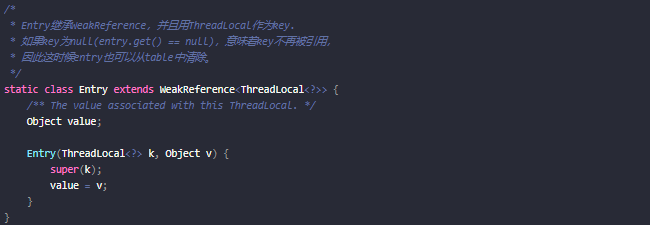 /*
 * Entry继承WeakReference，并且用ThreadLocal作为key.
 * 如果key为null(entry.get() == null)，意味着key不再被引用，
 * 因此这时候entry也可以从table中清除。
 */
static class Entry extends WeakReference<ThreadLocal<?>> {
    /** The value associated with this ThreadLocal. */
    Object value;

    Entry(ThreadLocal<?> k, Object v) {
        super(k);
        value = v;
    }
}